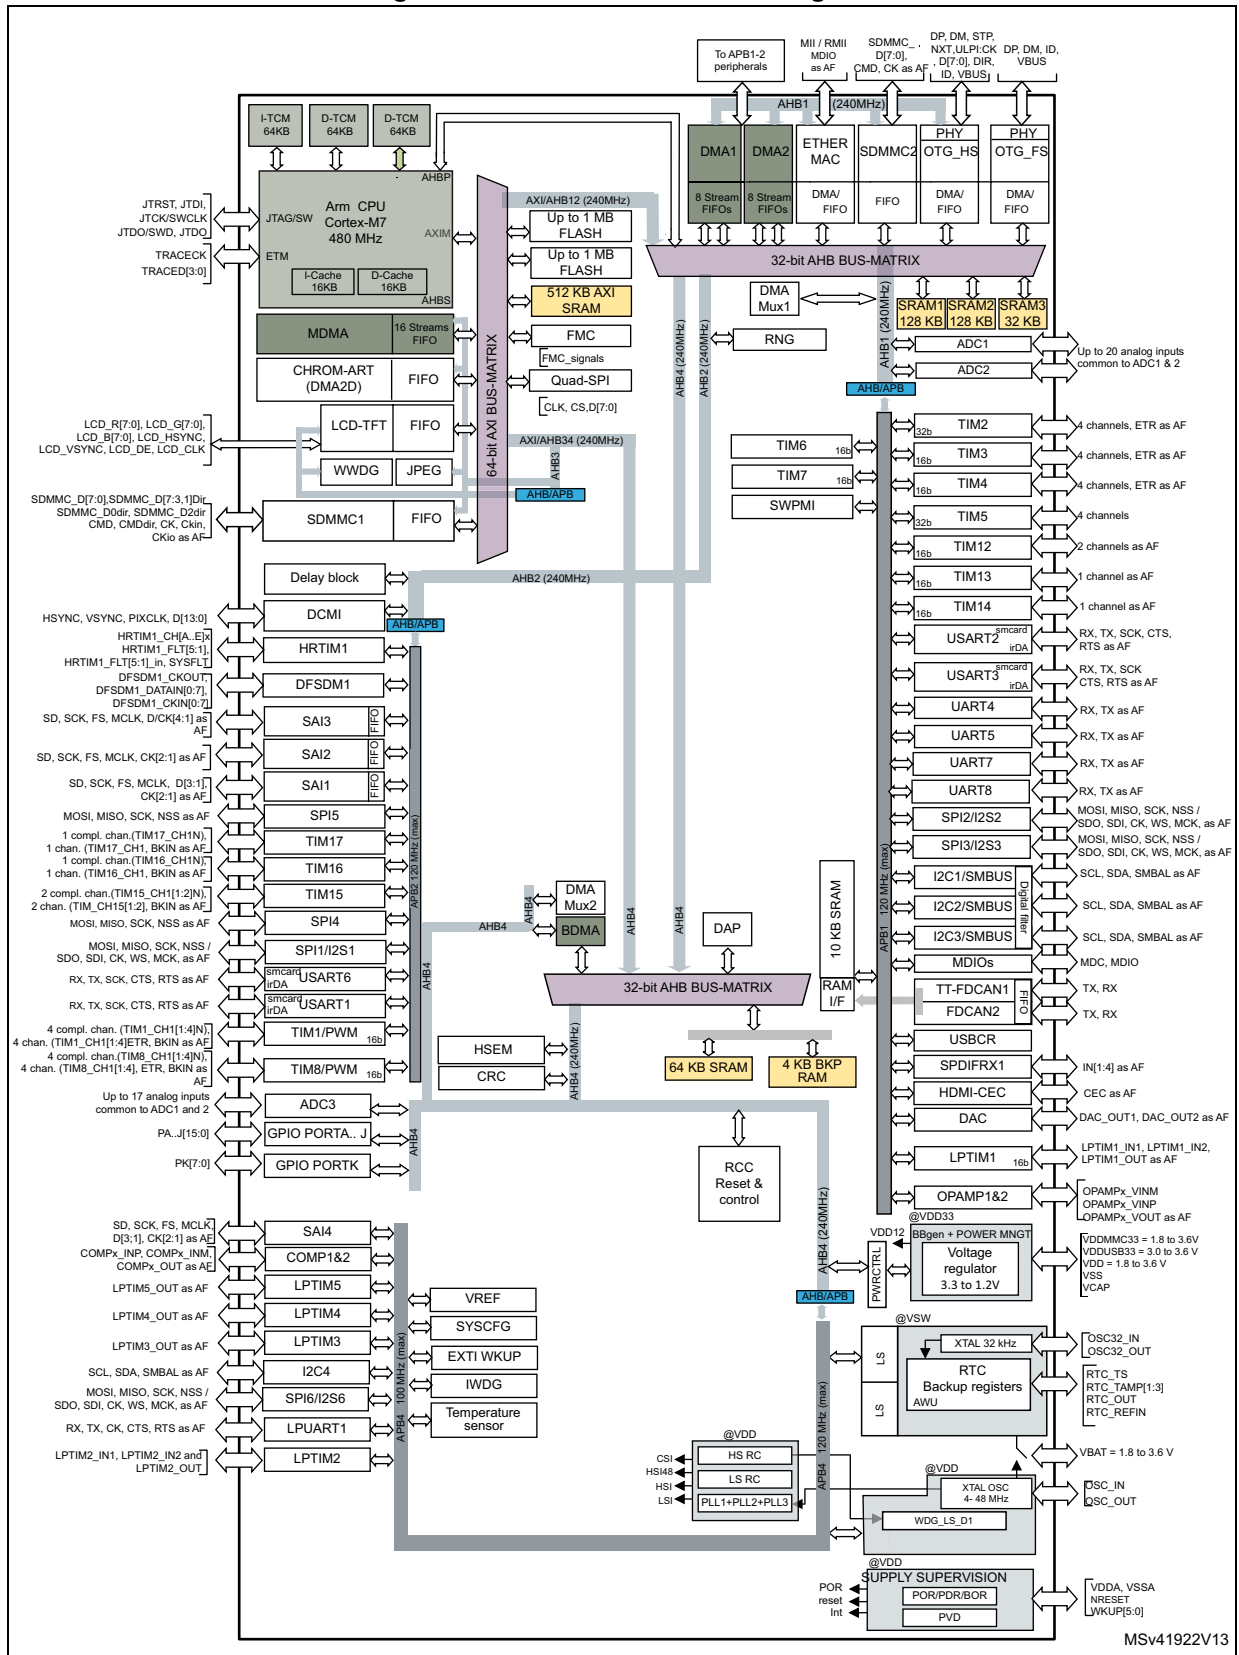 To APB1-2
peripherals
MII / RMII
MDIO
as AF
SDMMC_
D[7:0],
CMD, CK as AF
DP, DM, STP,
NXT,ULPI:CK
, D[7:0], DIR,
ID, VBUS
DP, DM, ID,
VBUS
AHB1 (240MHz)
I-TCM
64KB
D-TCM
64KB
D-TCM
64KB
AHBP
Arm CPU
Cortex-M7
480 MHz
JTAG/SW
ETM
AXIM
I-Cache
16KB
D-Cache
16KB
AHBS
JTRST, JTDI,
JTCK/SWCLK
JTDO/SWD, JTDO
TRACECK
TRACED[3:0]
DMA1
8 Stream
FIFOs
DMA2
8 Stream
FIFOs
ETHER
MAC
DMA/
FIFO
SDMMC2
FIFO
PHY
OTG_HS
DMA/
FIFO
PHY
OTG_FS
DMA/
FIFO
AXI/AHB12 (240MHz)
64-bit AXI BUS-MATRIX
Up to 1 MB
FLASH
Up to 1 MB
FLASH
512 KB AXI
SRAM
FMC
FMC_signals
Quad-SPI
CLK, CS,D[7:0]
AXI/AHB34 (240MHz)
AHB3
AHB/APB
32-bit AHB BUS-MATRIX
DMA
Mux1
RNG
AHB4 (240MHz)
AHB2 (240MHz)
AHB1 (240MHz)
SRAM1
128 KB
SRAM2
128 KB
SRAM3
32 KB
ADC1
ADC2
Up to 20 analog inputs
common to ADC1 & 2
AHB/APB
MDMA
16 Streams
FIFO
CHROM-ART
(DMA2D)
FIFO
LCD-TFT
FIFO
LCD_R[7:0], LCD_G[7:0],
LCD_B[7:0], LCD_HSYNC,
LCD_VSYNC, LCD_DE, LCD_CLK
WWDG
JPEG
SDMMC1
FIFO
SDMMC_D[7:0],SDMMC_D[7:3,1]Dir
SDMMC_D0dir, SDMMC_D2dir
CMD, CMDdir, CK, Ckin,
CKio as AF
Delay block
AHB2 (240MHz)
DCMI
HSYNC, VSYNC, PIXCLK, D[13:0]
AHB/APB
HRTIM1
HRTIM1_CH[A..E]x
HRTIM1_FLT[5:1],
HRTIM1_FLT[5:1]_in, SYSFLT
DFSDM1
DFSDM1_CKOUT,
DFSDM1_DATAIN[0:7],
DFSDM1_CKIN[0:7]
SAI3
FIFO
SD, SCK, FS, MCLK, D/CK[4:1] as
AF
SAI2
FIFO
SD, SCK, FS, MCLK, CK[2:1] as AF
SAI1
FIFO
SD, SCK, FS, MCLK, D[3:1],
CK[2:1] as AF
SPI5
MOSI, MISO, SCK, NSS as AF
TIM17
1 compl. chan.(TIM17_CH1N),
1 chan. (TIM17_CH1, BKIN as AF
TIM16
1 compl. chan.(TIM16_CH1N),
1 chan. (TIM16_CH1, BKIN as AF
TIM15
2 compl. chan.(TIM15_CH1[1:2]N),
2 chan. (TIM_CH15[1:2], BKIN as AF
SPI4
MOSI, MISO, SCK, NSS as AF
SPI1/I2S1
MOSI, MISO, SCK, NSS /
SDO, SDI, CK, WS, MCK, as AF
smcard
irDA
USART6
RX, TX, SCK, CTS, RTS as AF
smcard
irDA
USART1
RX, TX, SCK, CTS, RTS as AF
TIM1/PWM
16b
4 compl. chan. (TIM1_CH1[1:4]N),
4 chan. (TIM1_CH1[1:4]ETR, BKIN as AF
TIM8/PWM
16b
4 compl. chan.(TIM8_CH1[1:4]N),
4 chan. (TIM8_CH1[1:4], ETR, BKIN as
AF
APB2 120 MHz (max)
ADC3
Up to 17 analog inputs
common to ADC1 and 2
GPIO PORTA.. J
PA..J[15:0]
GPIO PORTK
PK[7:0]
AHB4
AHB4
AHB4
AHB4
AHB4
AHB4
DMA
Mux2
BDMA
DAP
32-bit AHB BUS-MATRIX
AHB4 (240MHz)
HSEM
CRC
64 KB SRAM
4 KB BKP
RAM
RCC
Reset &
control
10 KB SRAM
RAM
I/F
TIM6
16b
TIM7
16b
SWPMI
APB1 120 MHz (max)
TIM2
32b
4 channels, ETR as AF
TIM3
16b
4 channels, ETR as AF
TIM4
16b
4 channels, ETR as AF
TIM5
32b
4 channels
TIM12
16b
2 channels as AF
TIM13
16b
1 channel as AF
TIM14
16b
1 channel as AF
USART2
smcard
irDA
RX, TX, SCK, CTS,
RTS as AF
USART3
smcard
irDA
RX, TX, SCK
CTS, RTS as AF
UART4
RX, TX as AF
UART5
RX, TX as AF
UART7
RX, TX as AF
UART8
RX, TX as AF
SPI2/I2S2
MOSI, MISO, SCK, NSS /
SDO, SDI, CK, WS, MCK, as AF
SPI3/I2S3
MOSI, MISO, SCK, NSS /
SDO, SDI, CK, WS, MCK, as AF
I2C1/SMBUS
SCL, SDA, SMBAL as AF
I2C2/SMBUS
SCL, SDA, SMBAL as AF
I2C3/SMBUS
SCL, SDA, SMBAL as AF
Digital filter
MDIOs
MDC, MDIO
TT-FDCAN1
TX, RX
FDCAN2
TX, RX
FIFO
USBCR
SPDIFRX1
IN[1:4] as AF
HDMI-CEC
CEC as AF
DAC
DAC_OUT1, DAC_OUT2 as AF
LPTIM1
16b
LPTIM1_IN1, LPTIM1_IN2,
LPTIM1_OUT as AF
OPAMP1&2
OPAMPx_VINM
OPAMPx_VINP
OPAMPx_VOUT as AF
@VDD33
VDD12
BBgen + POWER MNGT
Voltage
regulator
3.3 to 1.2V
PWRCTRL
VDDMMC33 = 1.8 to 3.6V
VDDUSB33 = 3.0 to 3.6 V
VDD = 1.8 to 3.6 V
VSS
VCAP
AHB4 (240MHz)
AHB/APB
SAI4
SD, SCK, FS, MCLK,
D[3;1], CK[2:1] as AF
COMP1&2
COMPx_INP, COMPx_INM,
COMPx_OUT as AF
LPTIM5
LPTIM5_OUT as AF
LPTIM4
LPTIM4_OUT as AF
LPTIM3
LPTIM3_OUT as AF
I2C4
SCL, SDA, SMBAL as AF
SPI6/I2S6
MOSI, MISO, SCK, NSS /
SDO, SDI, CK, WS, MCK, as AF
LPUART1
RX, TX, CK, CTS, RTS as AF
LPTIM2
LPTIM2_IN1, LPTIM2_IN2 and
LPTIM2_OUT
APB4 100 MHz (max)
VREF
SYSCFG
EXTI WKUP
IWDG
Temperature
sensor
APB4 120 MHz (max)
@VSW
LS
LS
XTAL 32 kHz
RTC
Backup registers
AWU
OSC32_IN
OSC32_OUT
RTC_TS
RTC_TAMP[1:3]
RTC_OUT
RTC_REFIN
VBAT = 1.8 to 3.6 V
@VDD
HS RC
LS RC
PLL1+PLL2+PLL3
CSI
HSI48
HSI
LSI
@VDD
XTAL OSC
4- 48 MHz
WDG_LS_D1
OSC_IN
OSC_OUT
@VDD
SUPPLY SUPERVISION
POR/PDR/BOR
PVD
POR
reset
Int
VDDA, VSSA
NRESET
WKUP[5:0]
MSv41922V13